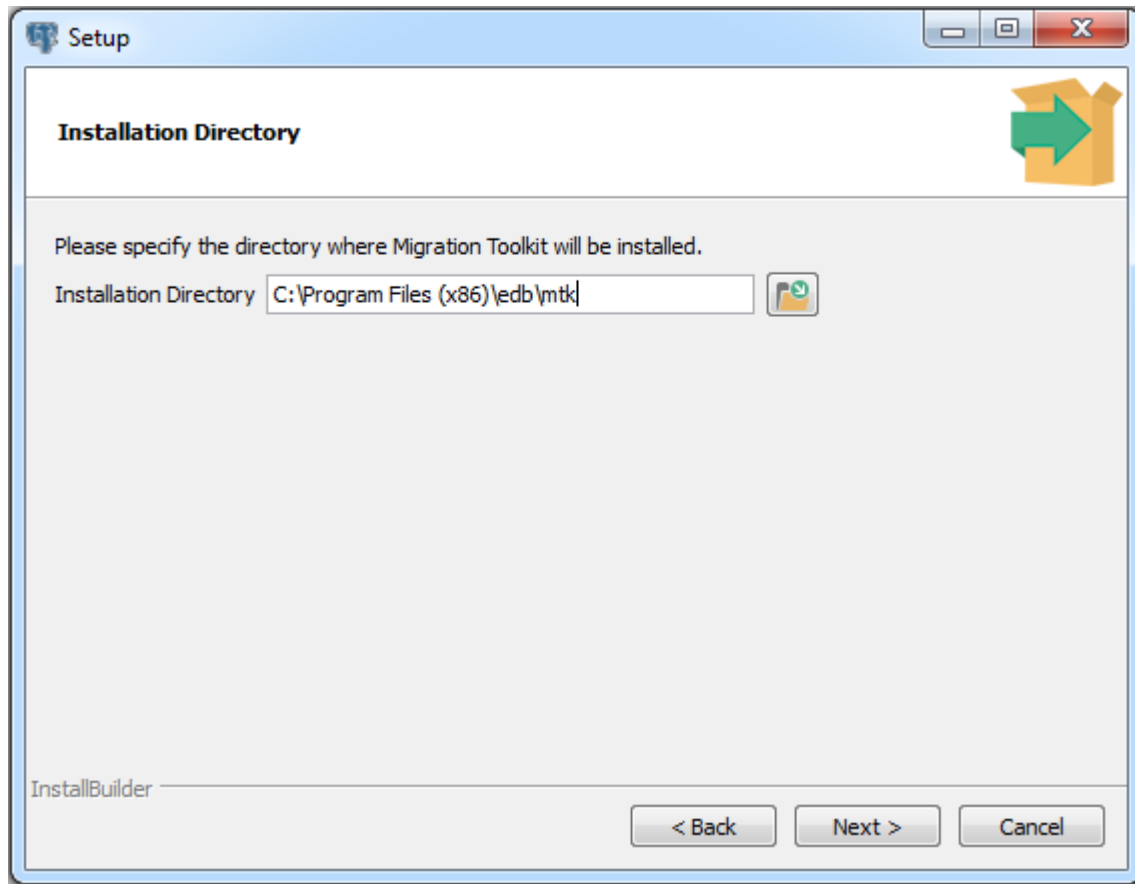 Setup
Installation Directory
Please specify the directory where Migration Toolkit will be installed.
Installation Directory C:\Program Files (x86)\edb\mtk
InstallBuilder
< Back Next > Cancel